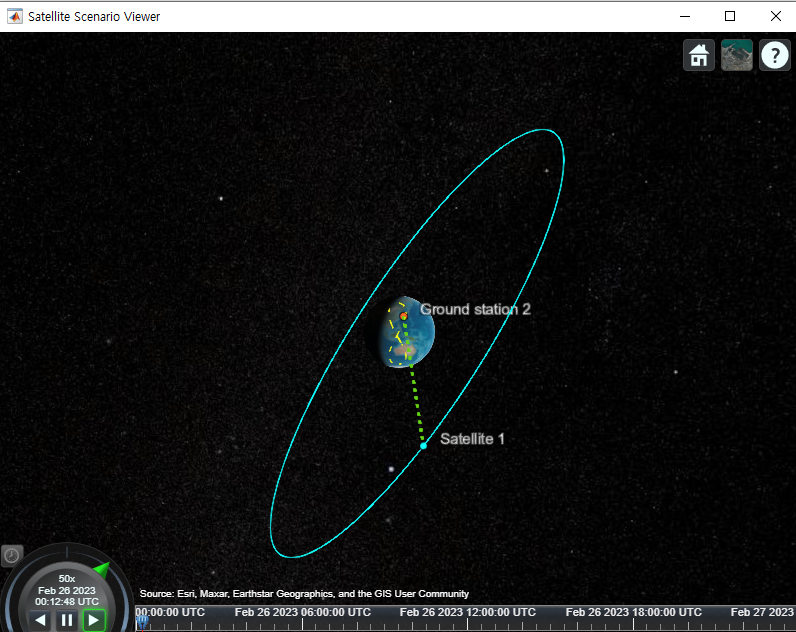 Satellite Scenario Viewer
?
Ground station 2
Satellite 1
50x
Feb 26 2023
00:12:48 UTC
Source: Esri, Maxar, Earthstar Geographics, and the GIS User Community
00:00:00 UTC
Feb 26 2023 06:00:00 UTC
Feb 26 2023 12:00:00 UTC
Feb 26 2023 18:00:00 UTC
Feb 27 2023